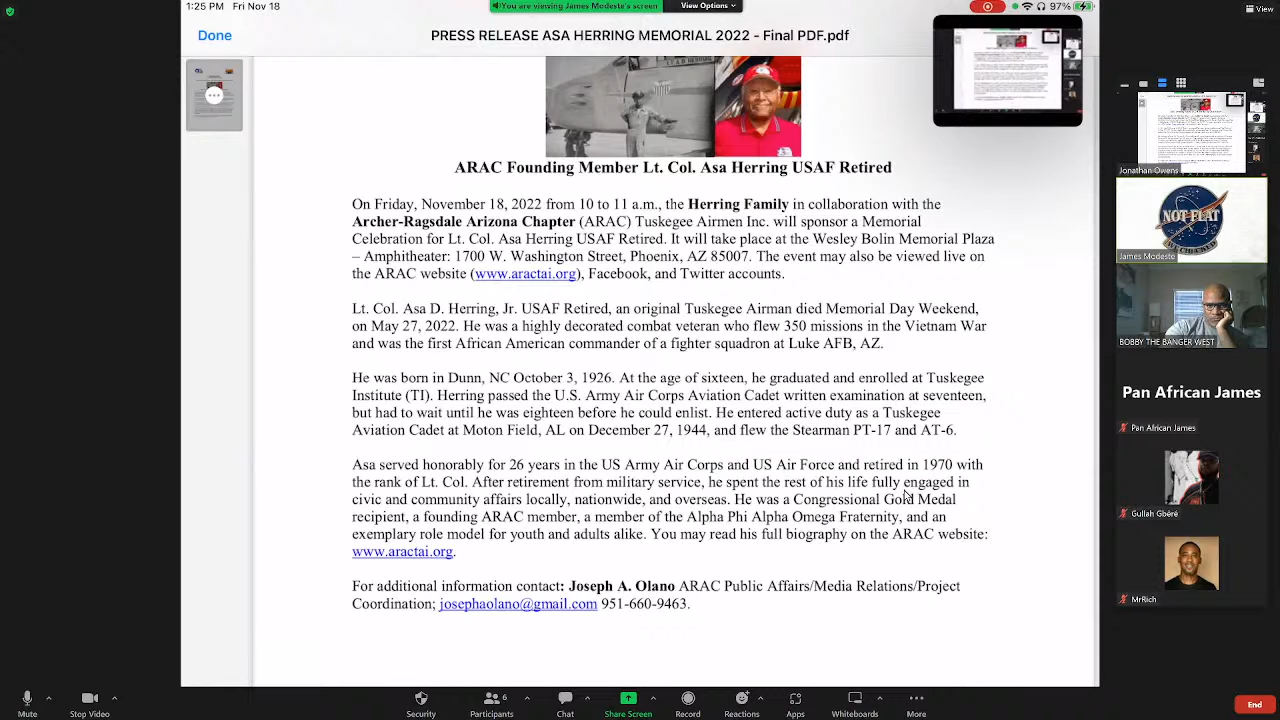 1:25 PM Fri Nov 18
You are viewing James Modeste's screen
View Options
97%
View
Done
PRESS RELEASE ASA HERRING MEMORIAL 2022 - Final PDF.pdf
ARAC Founding Member Lt. Col. Asa Herring USAF Retired
On Friday, November 18, 2022 from 10 to 11 a.m., the Herring Family in collaboration with the
Archer-Ragsdale Arizona Chapter (ARAC) Tuskegee Airmen Inc. will sponsor a Memorial
Celebration for Lt. Col. Asa Herring USAF Retired. It will take place at the Wesley Bolin Memorial Plaza
– Amphitheater: 1700 W. Washington Street, Phoenix, AZ 85007. The event may also be viewed live on
the ARAC website (www.aractai.org), Facebook, and Twitter accounts.
Lt. Col. Asa D. Herring, Jr. USAF Retired, an original Tuskegee Airman died Memorial Day Weekend,
on May 27, 2022. He was a highly decorated combat veteran who flew 350 missions in the Vietnam War
and was the first African American commander of a fighter squadron at Luke AFB, AZ.
He was born in Dunn, NC October 3, 1926. At the age of sixteen, he graduated and enrolled at Tuskegee
Institute (TI). Herring passed the U.S. Army Air Corps Aviation Cadet written examination at seventeen,
but had to wait until he was eighteen before he could enlist. He entered active duty as a Tuskegee
Aviation Cadet at Moton Field, AL on December 27, 1944, and flew the Stearman PT-17 and AT-6.
Asa served honorably for 26 years in the US Army Air Corps and US Air Force and retired in 1970 with
the rank of Lt. Col. After retirement from military service, he spent the rest of his life fully engaged in
civic and community affairs locally, nationwide, and overseas. He was a Congressional Gold Medal
recipient, a founding ARAC member, a member of the Alpha Phi Alpha Omega Fraternity, and an
exemplary role model for youth and adults alike. You may read his full biography on the ARAC website:
www.aractai.org.
For additional information contact: Joseph A. Olano ARAC Public Affairs/Media Relations/Project
Coordination; josephaolano@gmail.com 951-660-9463.
Jonathan Owens
NOT FLAT
James Modeste
BOBBY THE BANGER WEST
Pan African James
Pan African James
Gullah Gbéré
MrRich
Mute
Stop Video
Security
Participants
6
Chat
Share Screen
Record
Reactions
Apps
Whiteboards
More
End